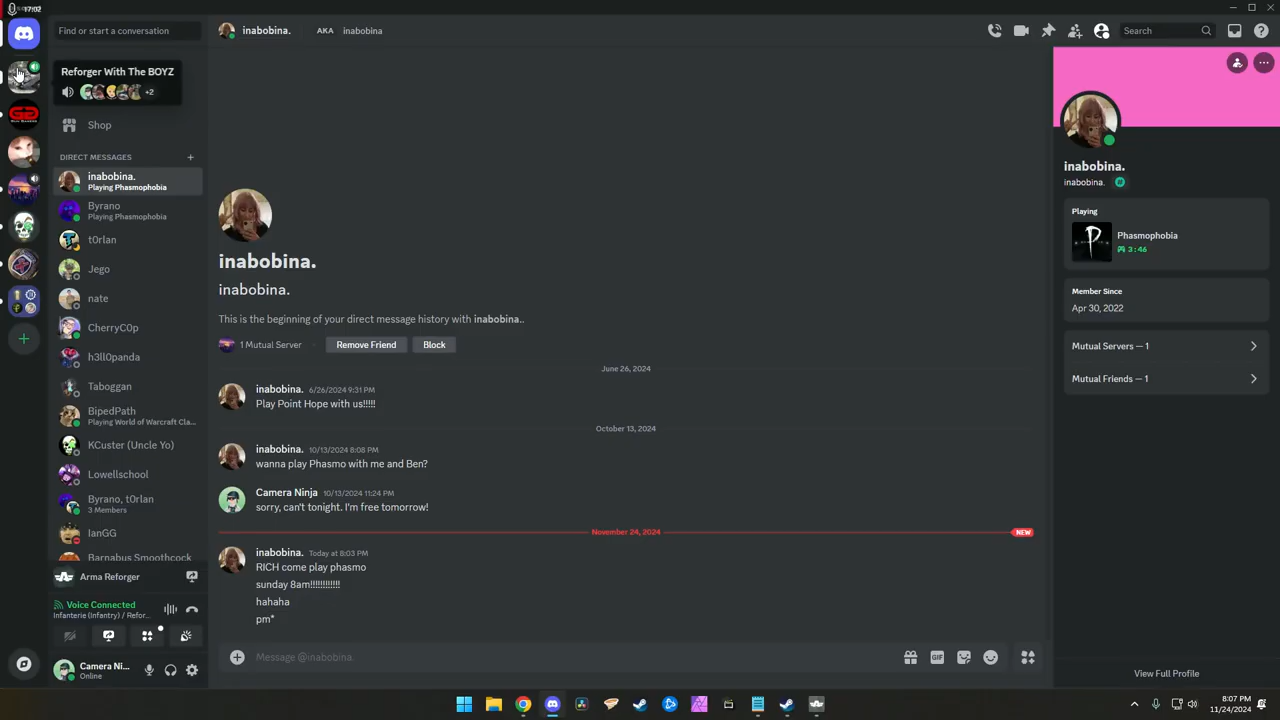 17:02
Find or start a conversation
inabobina.
AKA
inabobina
Search
Reforger With The BOYZ
+2
Shop
DIRECT MESSAGES
inabobina.
Playing Phasmophobia
Byrano
Playing Phasmophobia
t0rlan
Jego
nate
CherryC0p
h3ll0panda
Taboggan
BipedPath
Playing World of Warcraft Cla...
KCuster (Uncle Yo)
Lowellschool
Byrano, t0rlan
3 Members
IanGG
Barnabus Smoothcock
Arma Reforger
Voice Connected
Infanterie (Infantry) / Refor...
Camera Ni...
Online
inabobina.
inabobina.
This is the beginning of your direct message history with inabobina..
1 Mutual Server
Remove Friend
Block
June 26, 2024
inabobina. 6/26/2024 9:31 PM
Play Point Hope with us!!!!!
October 13, 2024
inabobina. 10/13/2024 8:08 PM
wanna play Phasmo with me and Ben?
Camera Ninja 10/13/2024 11:24 PM
sorry, can't tonight. I'm free tomorrow!
November 24, 2024
NEW
inabobina. Today at 8:03 PM
RICH come play phasmo
sunday 8am!!!!!!!!!!!!
hahaha
pm*
Message @inabobina.
GIF
inabobina.
inabobina.
Playing
Phasmophobia
3:46
Member Since
Apr 30, 2022
Mutual Servers — 1
Mutual Friends — 1
View Full Profile
8:07 PM
11/24/2024